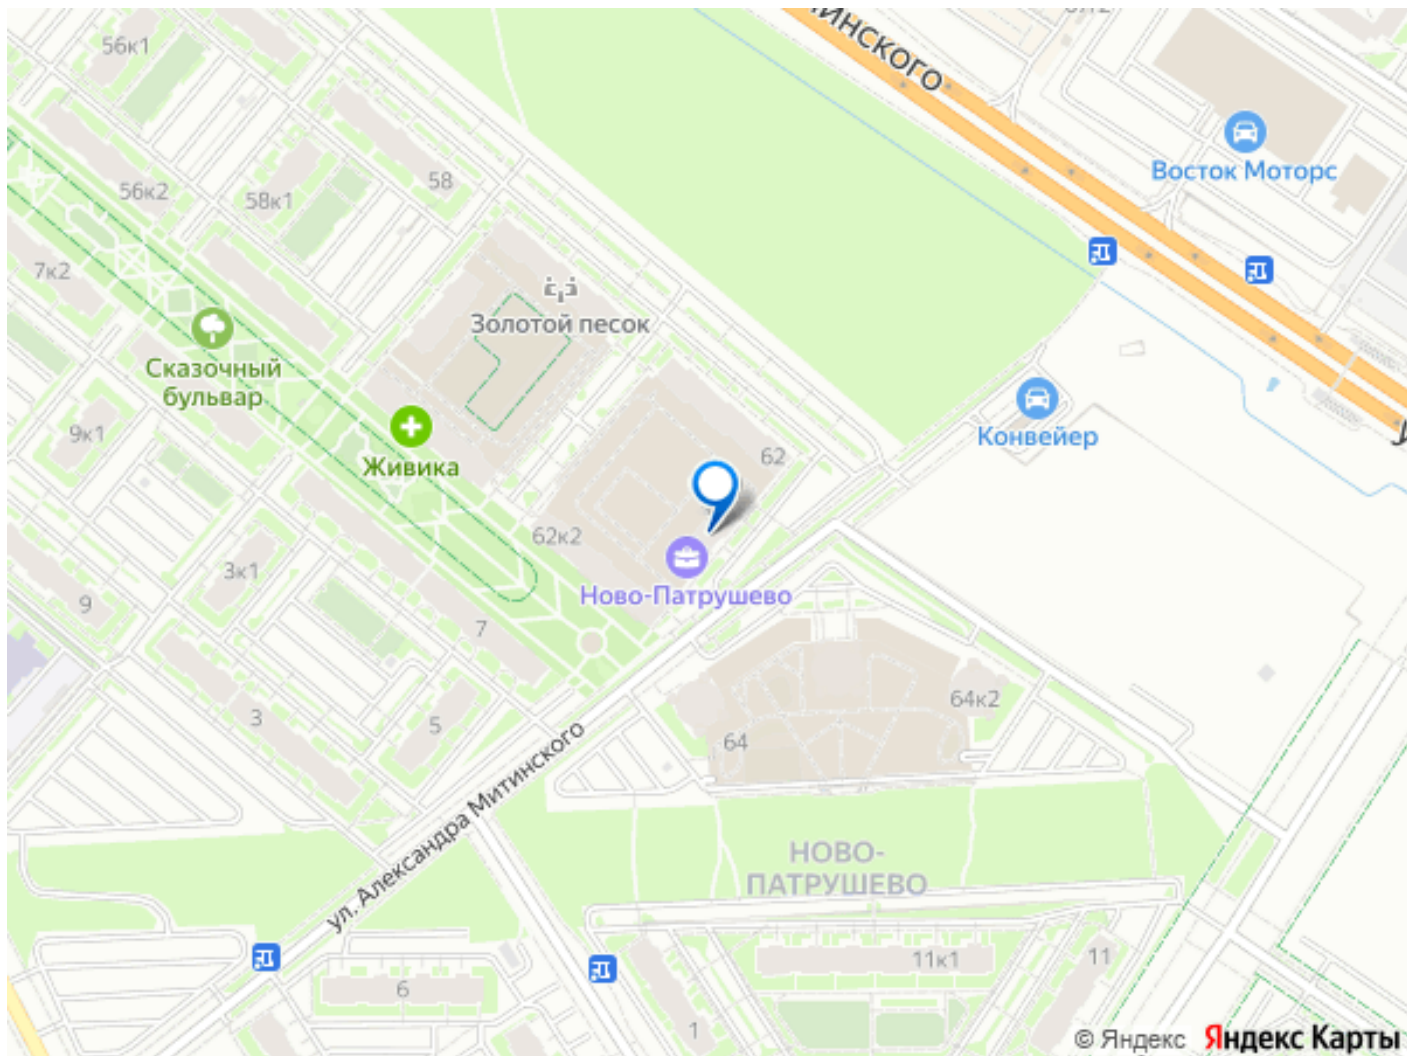 инского
56к1
Восток Моторс
58
56к2
58к1
7к2
Золотой песок
Сказочный
бульвар
9к1
Живика
Конвейер
62
62к2
3к1
Ново-Патрушево
9
7
64к2
3
5
64
ул. Александра Митинского
НОВО-
ПАТРУШЕВО
11к1
11
6
1
© Яндекс Яндекс Карты